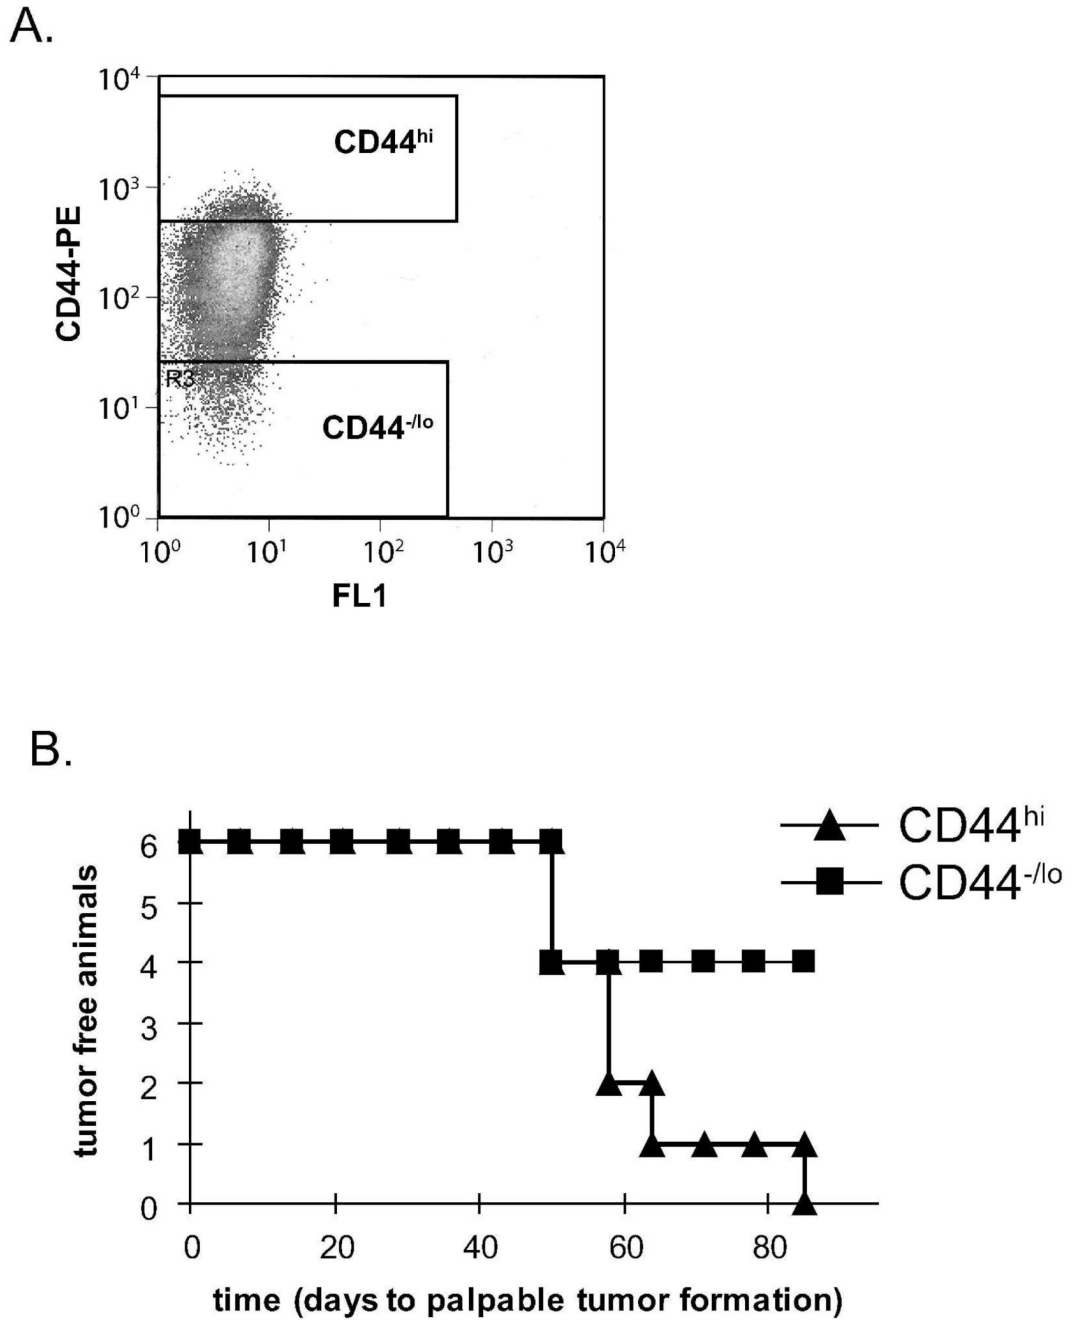 A.
10⁴
CD44ʰⁱ
10³
CD44-PE
10²
R3
10¹
CD44⁻ᐟˡᵒ
10⁰
10⁰ 10¹ 10² 10³ 10⁴
FL1
B.
CD44ʰⁱ
CD44⁻ᐟˡᵒ
6
5
4
3
2
1
0
tumor free animals
0 20 40 60 80
time (days to palpable tumor formation)